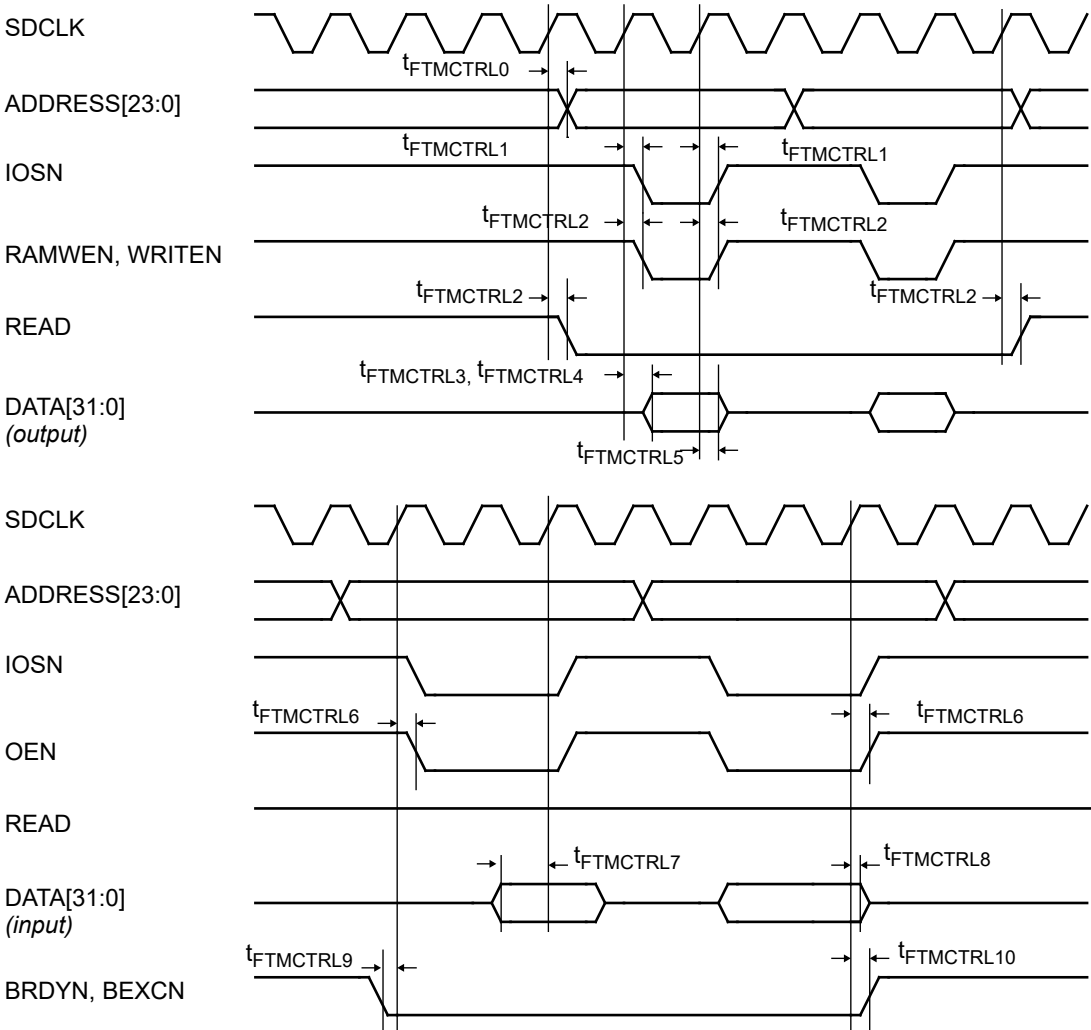 SDCLK
tFTMCTRL0
ADDRESS[23:0]
tFTMCTRL1 tFTMCTRL1
IOSN
tFTMCTRL2 tFTMCTRL2
RAMWEN, WRITEN
tFTMCTRL2 tFTMCTRL2
READ
tFTMCTRL3, tFTMCTRL4
DATA[31:0]
(output)
tFTMCTRL5
SDCLK
ADDRESS[23:0]
IOSN
tFTMCTRL6 tFTMCTRL6
OEN
READ
tFTMCTRL7 tFTMCTRL8
DATA[31:0]
(input)
tFTMCTRL9 tFTMCTRL10
BRDYN, BEXCN